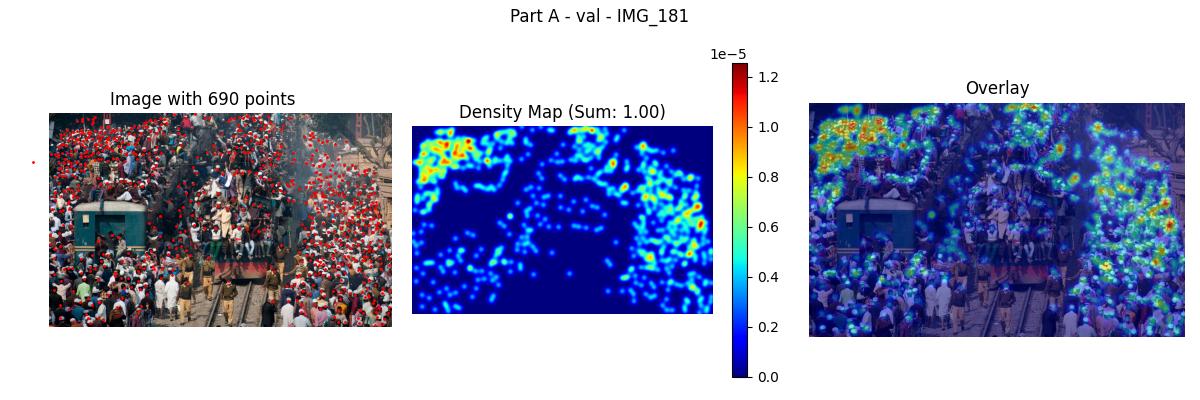 Part A - val - IMG_181
Image with 690 points
Density Map (Sum: 1.00)
Overlay
1e−5
1.2
1.0
0.8
0.6
0.4
0.2
0.0